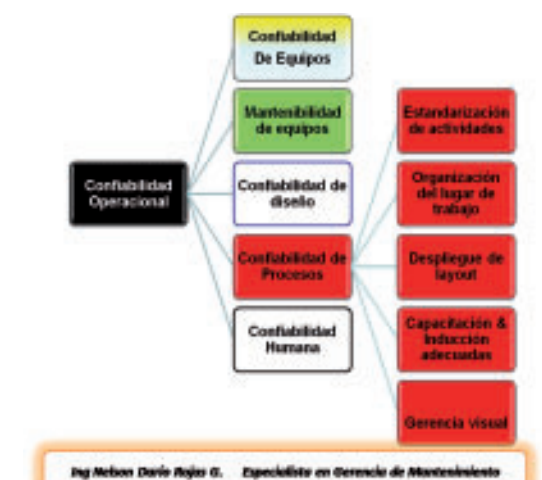 Confiabilidad
De Equipos
Mantenibilidad
de equipos
Estandarización
de actividades
Confiabilidad
Operacional
Confiabilidad de
diseño
Organización
del lugar de
trabajo
Confiabilidad de
Procesos
Despliegue de
layout
Confiabilidad
Humana
Capacitación &
Inducción
adecuadas
Gerencia visual
Ing Nelson Darío Rojas G. Especialista en Gerencia de Mantenimiento